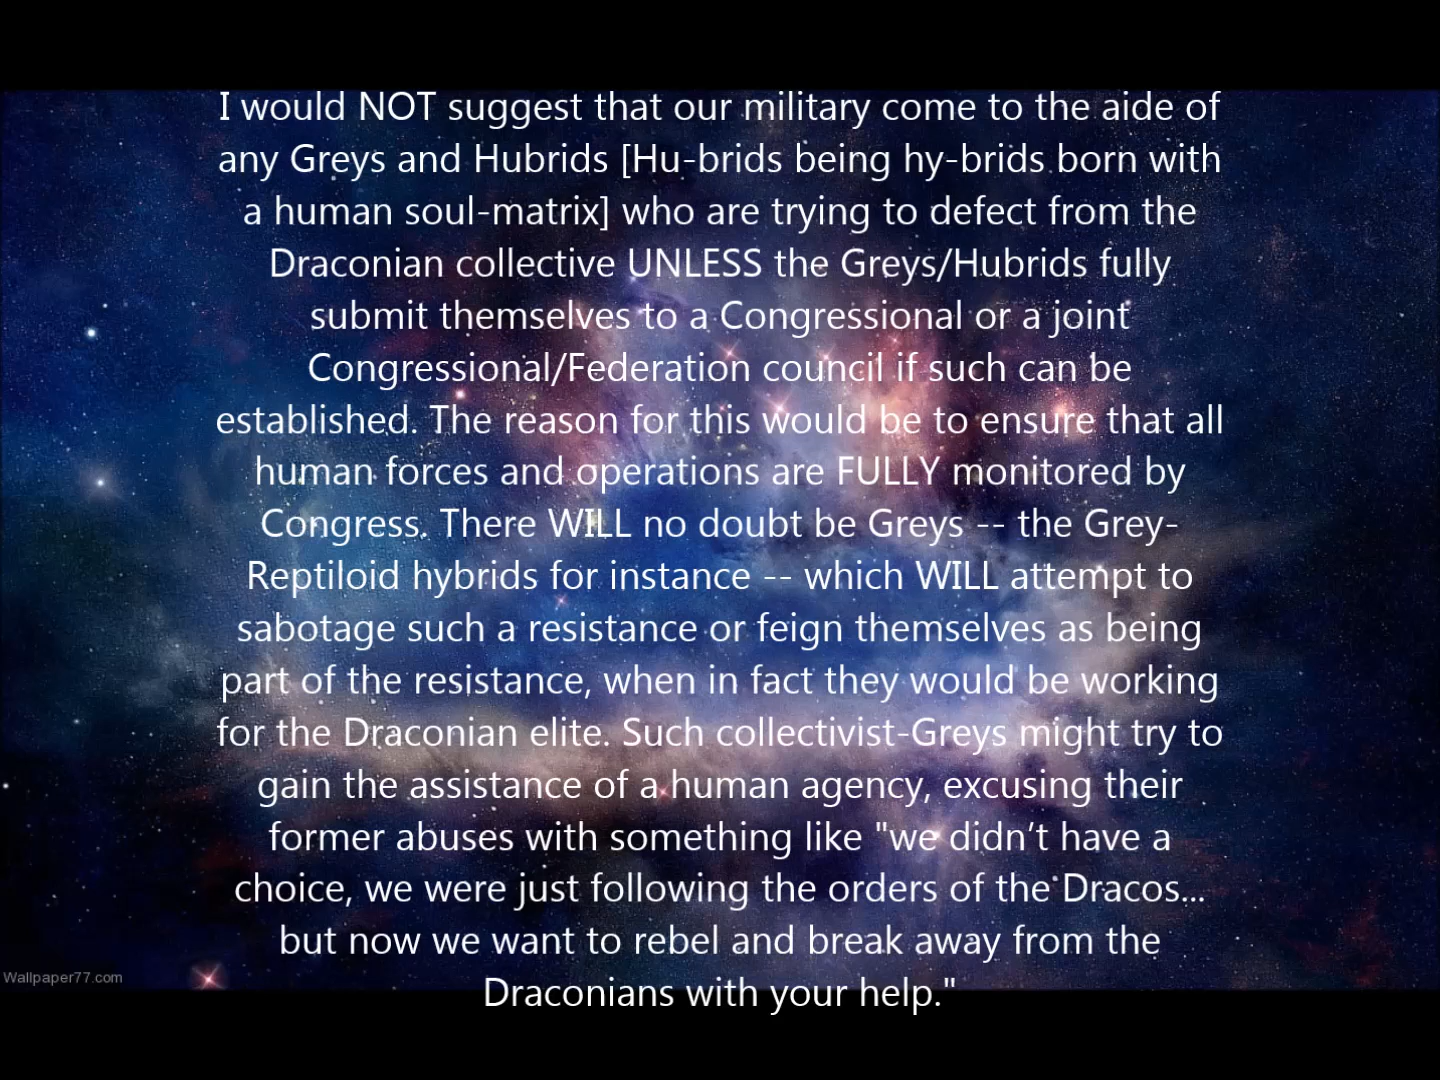 I would NOT suggest that our military come to the aide of
any Greys and Hubrids [Hu-brids being hy-brids born with
a human soul-matrix] who are trying to defect from the
Draconian collective UNLESS the Greys/Hubrids fully
submit themselves to a Congressional or a joint
Congressional/Federation council if such can be
established. The reason for this would be to ensure that all
human forces and operations are FULLY monitored by
Congress. There WILL no doubt be Greys -- the Grey-
Reptiloid hybrids for instance -- which WILL attempt to
sabotage such a resistance or feign themselves as being
part of the resistance, when in fact they would be working
for the Draconian elite. Such collectivist-Greys might try to
gain the assistance of a human agency, excusing their
former abuses with something like "we didn’t have a
choice, we were just following the orders of the Dracos...
but now we want to rebel and break away from the
Draconians with your help."
Wallpaper77.com